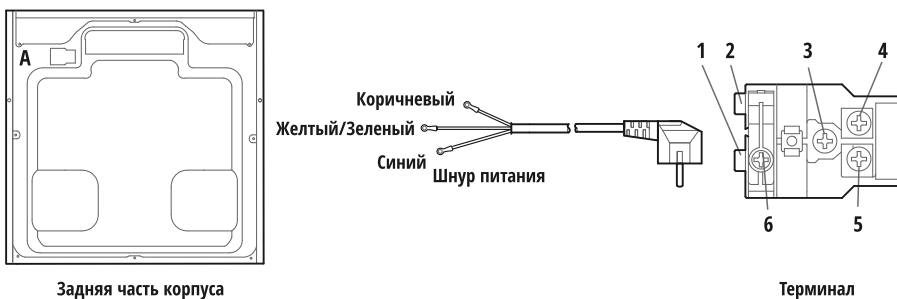 A
Коричневый
Желтый/Зеленый
Синий
Шнур питания
1 2 3 4
6 5
Задняя часть корпуса
Терминал